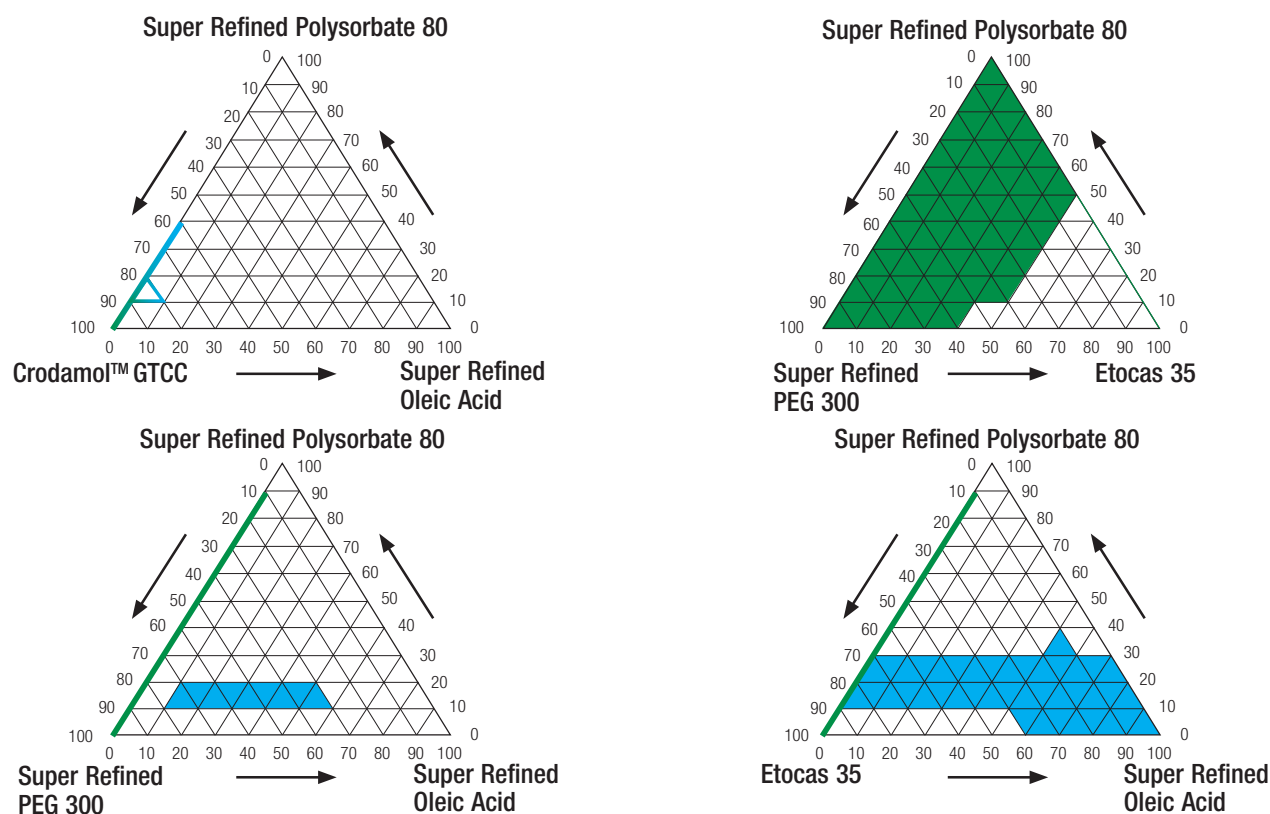 Super Refined Polysorbate 80
0 100
10 90
20 80
30 70
40 60
50 50
60 40
70 30
80 20
90 10
100 0
0 10 20 30 40 50 60 70 80 90 100
Crodamol™ GTCC
Super Refined
Oleic Acid
Super Refined Polysorbate 80
0 100
10 90
20 80
30 70
40 60
50 50
60 40
70 30
80 20
90 10
100 0
0 10 20 30 40 50 60 70 80 90 100
Super Refined
PEG 300
Etocas 35
Super Refined Polysorbate 80
0 100
10 90
20 80
30 70
40 60
50 50
60 40
70 30
80 20
90 10
100 0
0 10 20 30 40 50 60 70 80 90 100
Super Refined
PEG 300
Super Refined
Oleic Acid
Super Refined Polysorbate 80
0 100
10 90
20 80
30 70
40 60
50 50
60 40
70 30
80 20
90 10
100 0
0 10 20 30 40 50 60 70 80 90 100
Etocas 35
Super Refined
Oleic Acid